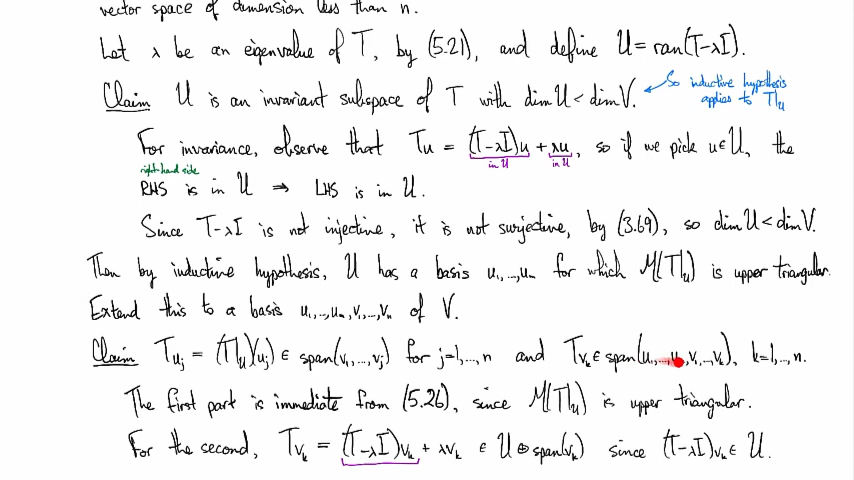 vector space of dimension less than n.
Let λ be an eigenvalue of T, by (5.21), and define U = ran(T-λI).
Claim U is an invariant subspace of T with dim U < dim V. So inductive hypothesis applies to T|u
For invariance, observe that Tu = (T-λI)u + λu, so if we pick u∈U, the
in U in U
right-hand side
RHS is in U ⇒ LHS is in U.
Since T-λI is not injective, it is not surjective, by (3.69), so dim U < dim V.
Then by inductive hypothesis, U has a basis u₁,...,um for which M(T|u) is upper triangular.
Extend this to a basis u₁,...,um,v₁,...,vn of V.
Claim Tuj = (T|u)(uj) ∈ span(v₁,...,vj) for j=1,...,n and Tvk ∈ span(u₁,...,u,v₁,...,vk), k=1,...,n.
The first part is immediate from (5.26), since M(T|u) is upper triangular.
For the second, Tvk = (T-λI)vk + λvk ∈ U ⊕ span(vk) since (T-λI)vk ∈ U.